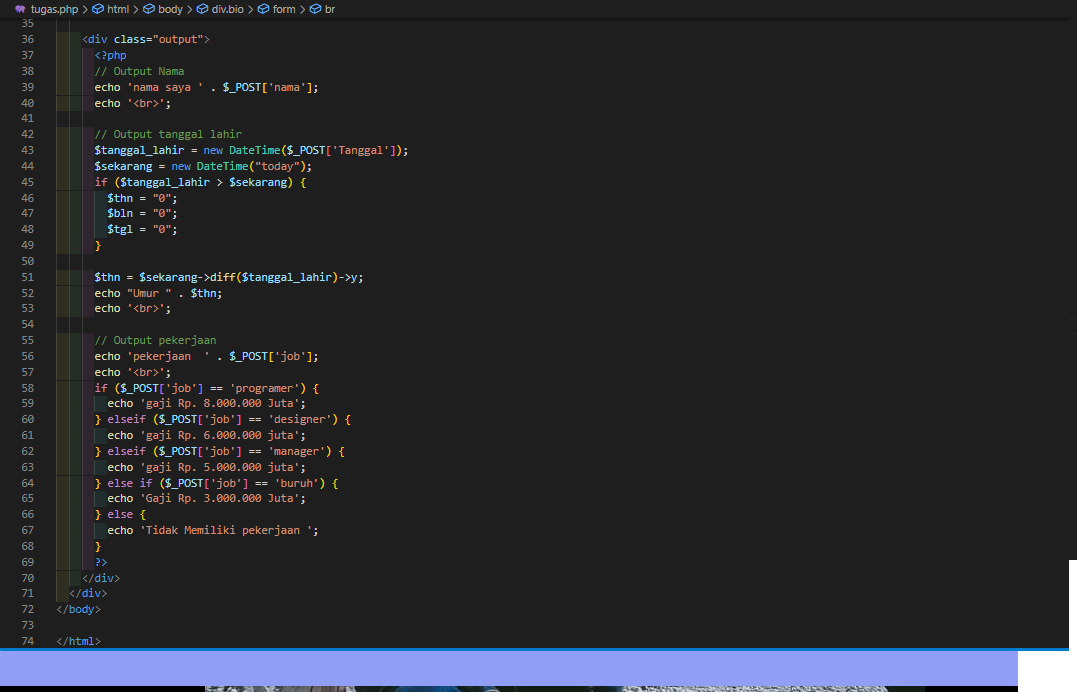 tugas.php > html > body > div.bio > form > br
35
36 <div class="output">
37 <?php
38 // Output Nama
39 echo 'nama saya ' . $_POST['nama'];
40 echo '<br>';
41
42 // Output tanggal lahir
43 $tanggal_lahir = new DateTime($_POST['Tanggal']);
44 $sekarang = new DateTime("today");
45 if ($tanggal_lahir > $sekarang) {
46 $thn = "0";
47 $bln = "0";
48 $tgl = "0";
49 }
50
51 $thn = $sekarang->diff($tanggal_lahir)->y;
52 echo "Umur " . $thn;
53 echo '<br>';
54
55 // Output pekerjaan
56 echo 'pekerjaan  ' . $_POST['job'];
57 echo '<br>';
58 if ($_POST['job'] == 'programer') {
59 echo 'gaji Rp. 8.000.000 Juta';
60 } elseif ($_POST['job'] == 'designer') {
61 echo 'gaji Rp. 6.000.000 juta';
62 } elseif ($_POST['job'] == 'manager') {
63 echo 'gaji Rp. 5.000.000 juta';
64 } else if ($_POST['job'] == 'buruh') {
65 echo 'Gaji Rp. 3.000.000 Juta';
66 } else {
67 echo 'Tidak Memiliki pekerjaan ';
68 }
69 ?>
70 </div>
71 </div>
72 </body>
73
74 </html>